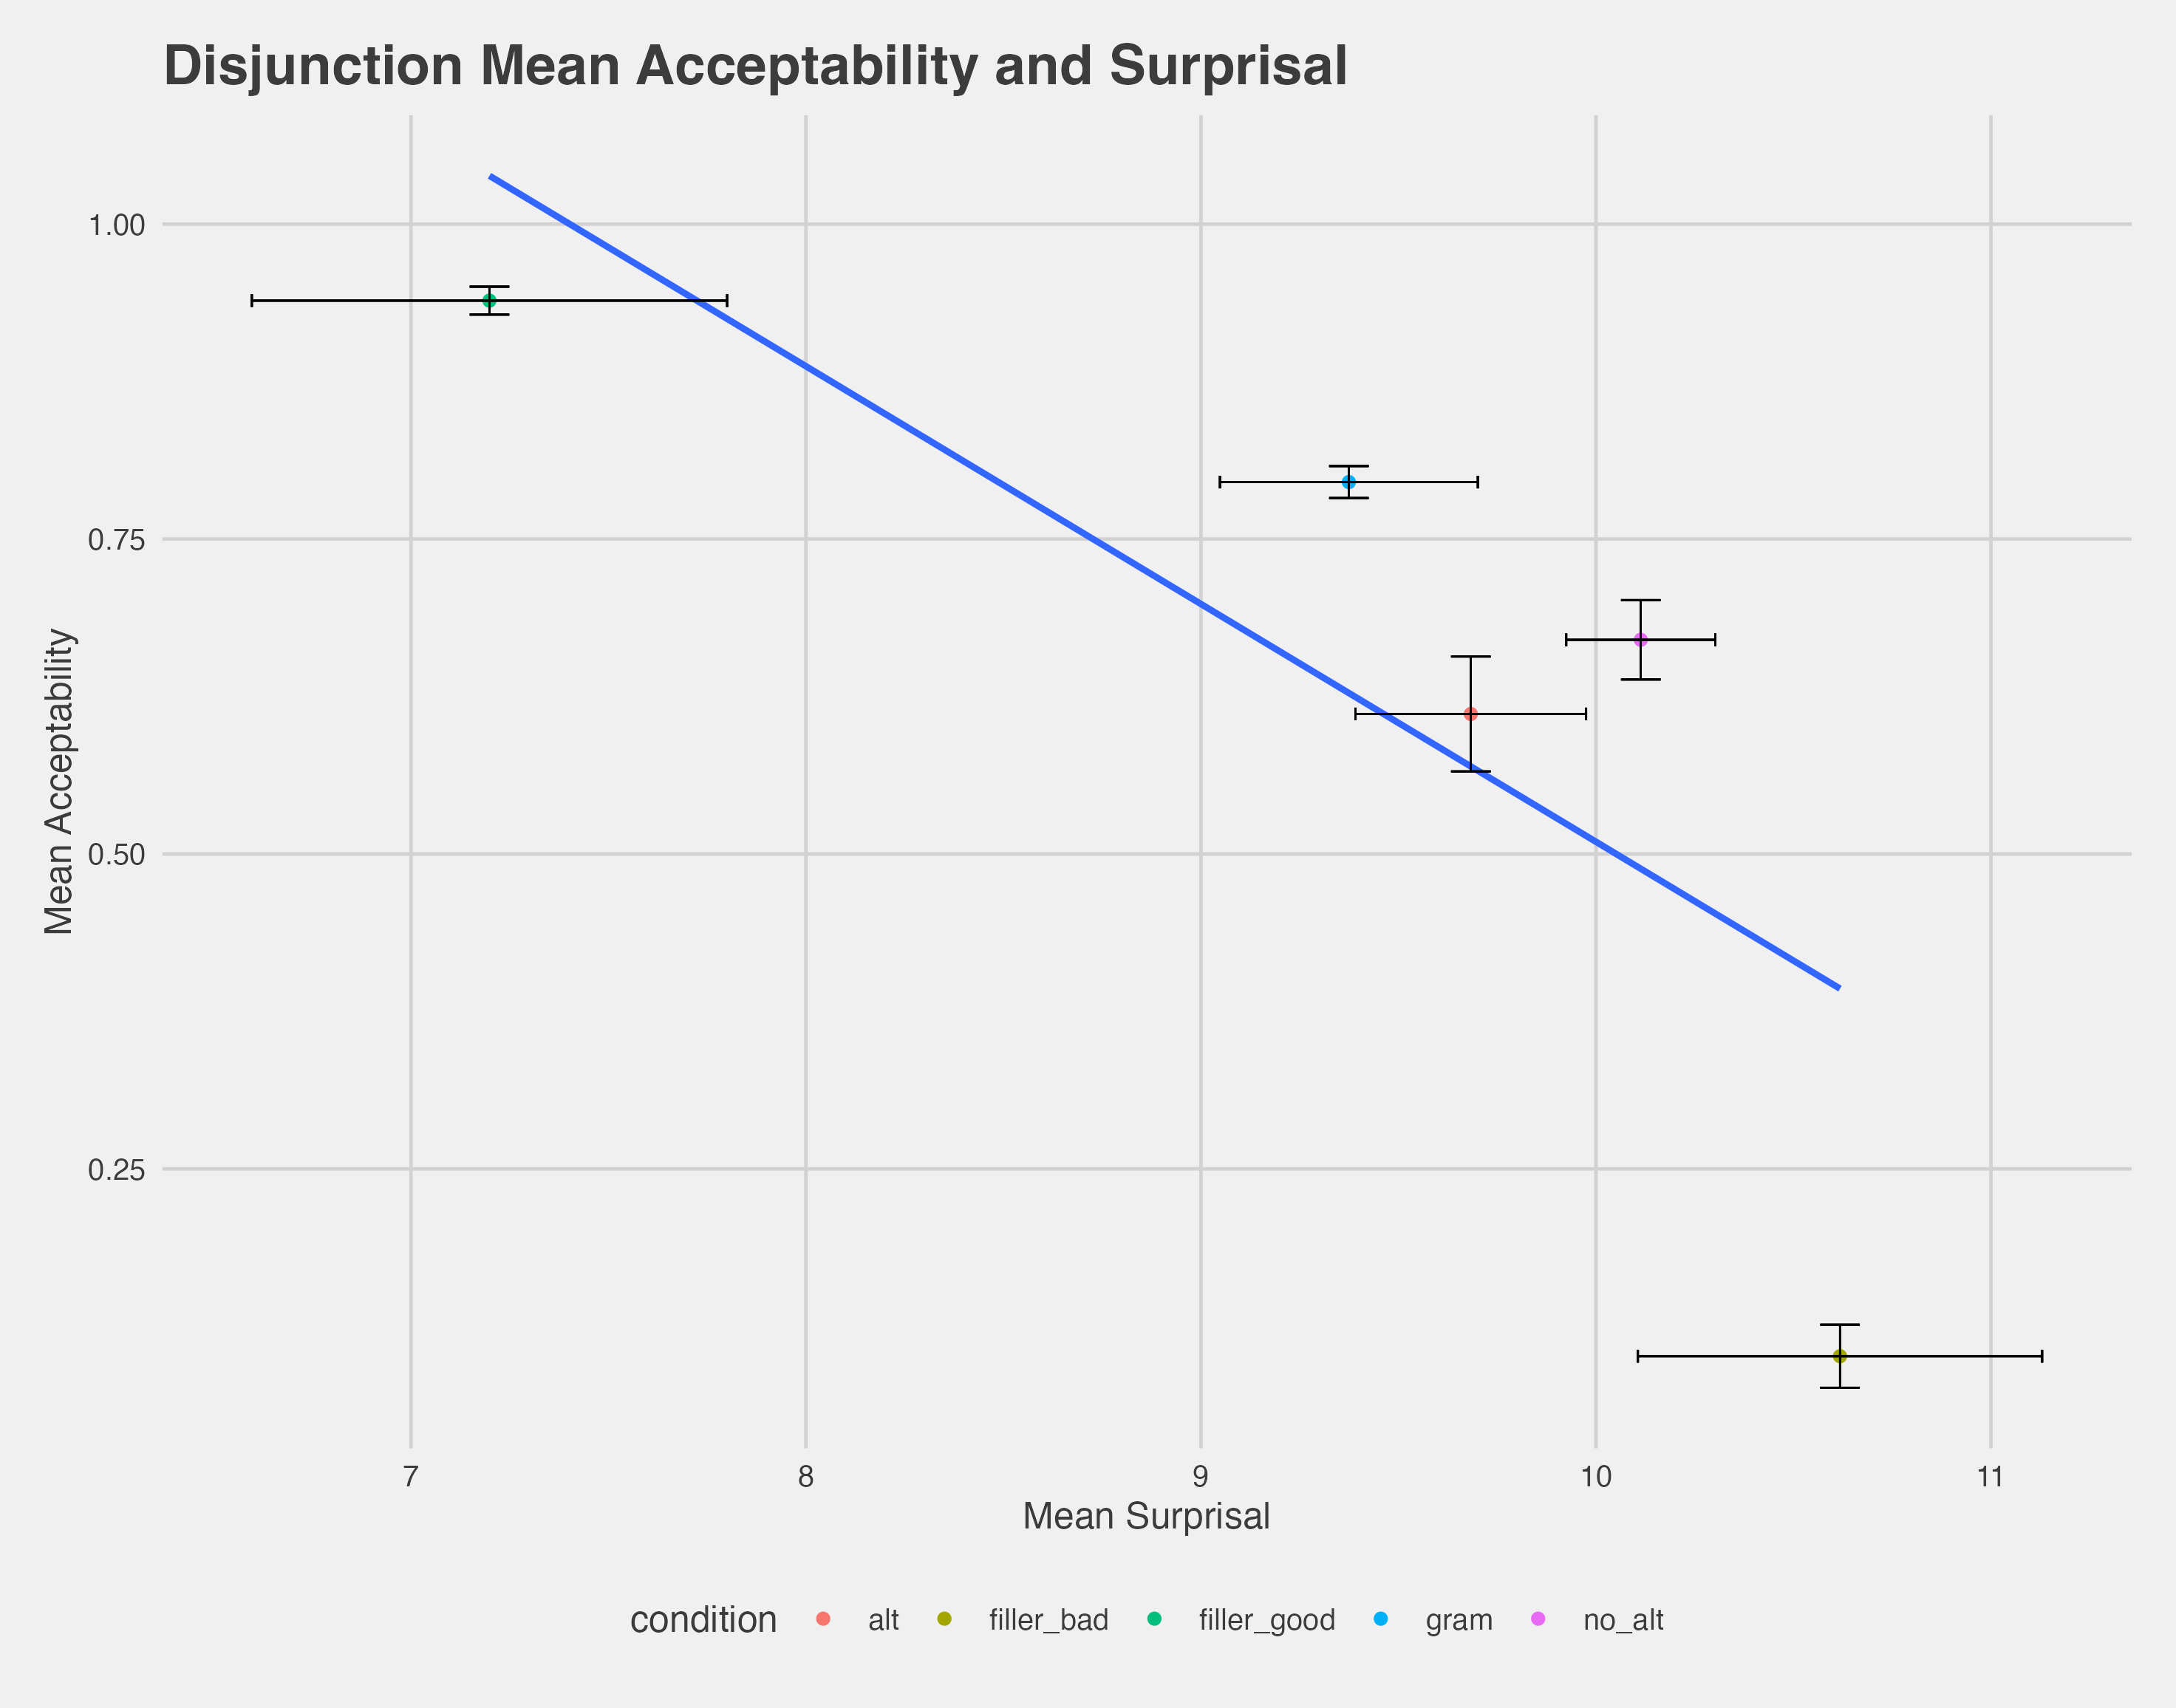 Disjunction Mean Acceptability and Surprisal
1.00
0.75
0.50
0.25
Mean Acceptability
7 8 9 10 11
Mean Surprisal
condition alt filler_bad filler_good gram no_alt